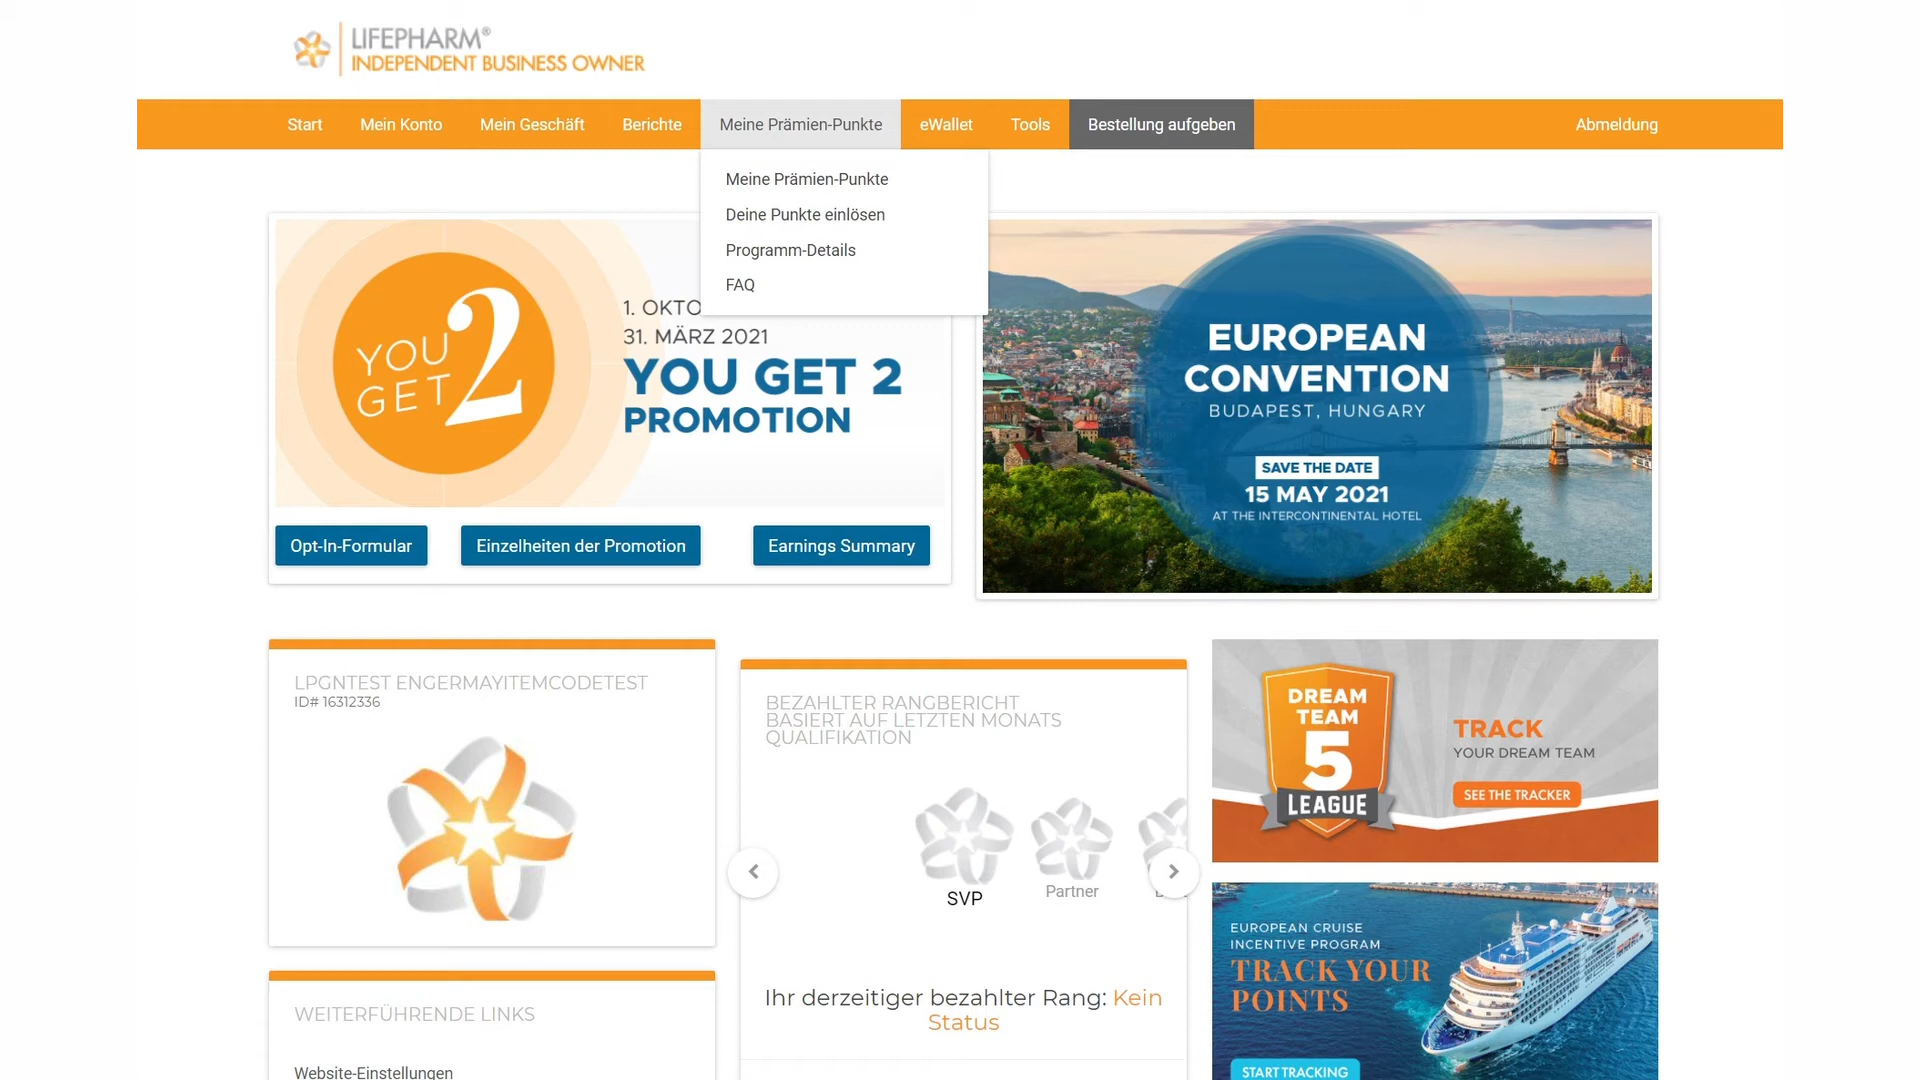 LIFEPHARM®
INDEPENDENT BUSINESS OWNER
Start
Mein Konto
Mein Geschäft
Berichte
Meine Prämien-Punkte
eWallet
Tools
Bestellung aufgeben
Abmeldung
Meine Prämien-Punkte
Deine Punkte einlösen
Programm-Details
FAQ
YOU
GET 2
1. OKTO
31. MÄRZ 2021
YOU GET 2
PROMOTION
Opt-In-Formular
Einzelheiten der Promotion
Earnings Summary
EUROPEAN
CONVENTION
BUDAPEST, HUNGARY
SAVE THE DATE
15 MAY 2021
AT THE INTERCONTINENTAL HOTEL
LPGNTEST ENGERMAYITEMCODETEST
ID# 16312336
BEZAHLTER RANGBERICHT
BASIERT AUF LETZTEN MONATS
QUALIFIKATION
SVP
Partner
Ihr derzeitiger bezahlter Rang: Kein
Status
DREAM
TEAM
5
LEAGUE
TRACK
YOUR DREAM TEAM
SEE THE TRACKER
EUROPEAN CRUISE
INCENTIVE PROGRAM
TRACK YOUR
POINTS
START TRACKING
WEITERFÜHRENDE LINKS
Website-Einstellungen